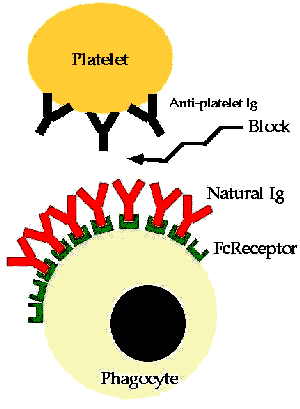 Platelet
Anti-platelet Ig
Block
Natural Ig
FcReceptor
Phagocyte